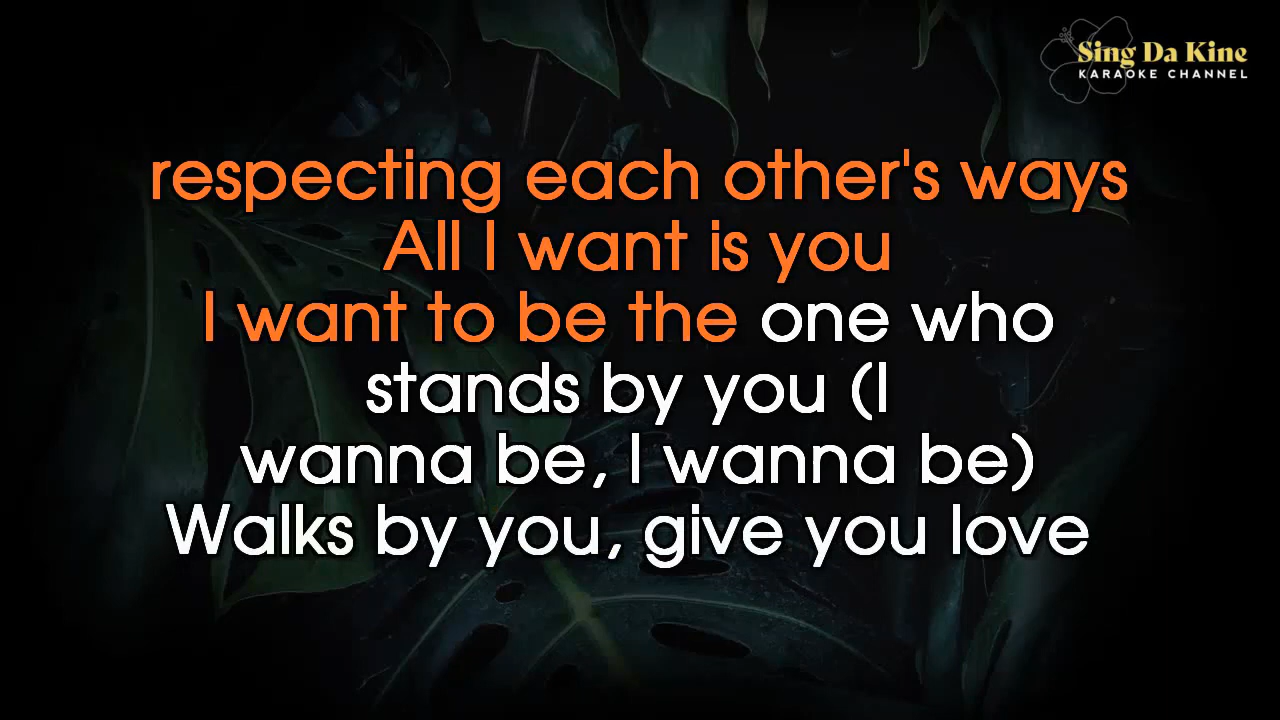 Sing Da Kine
KARAOKE CHANNEL
respecting each other's ways
All I want is you
I want to be the one who
stands by you (I
wanna be, I wanna be)
Walks by you, give you love